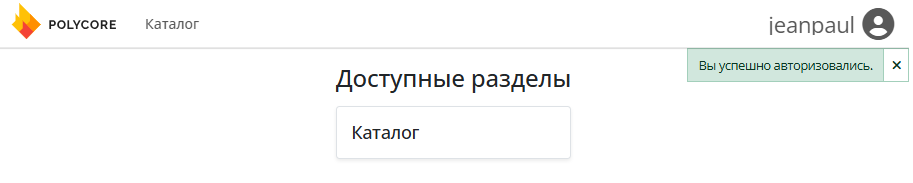 POLYCORE Каталог jeanpaul
Вы успешно авторизовались. ×
Доступные разделы
Каталог